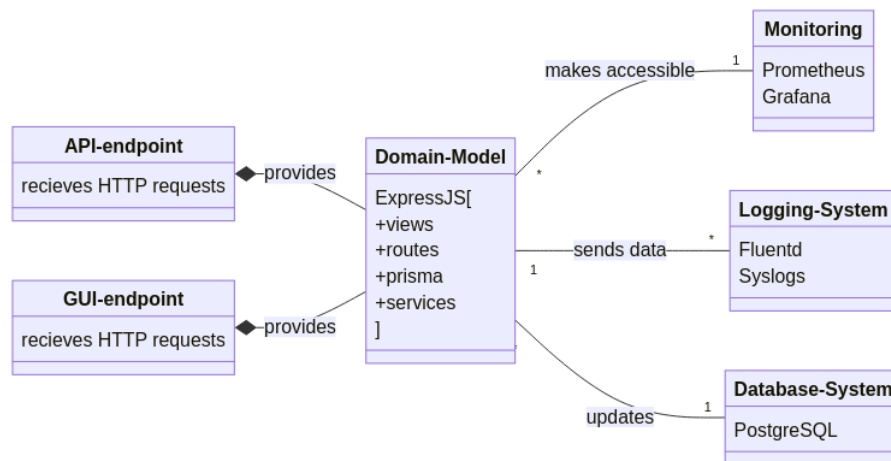 API-endpoint
recieves HTTP requests
provides
GUI-endpoint
recieves HTTP requests
provides
Domain-Model
ExpressJS[
+views
+routes
+prisma
+services
]
makes accessible
1
*
Monitoring
Prometheus
Grafana
sends data
1
*
Logging-System
Fluentd
Syslogs
updates
*
1
Database-System
PostgreSQL